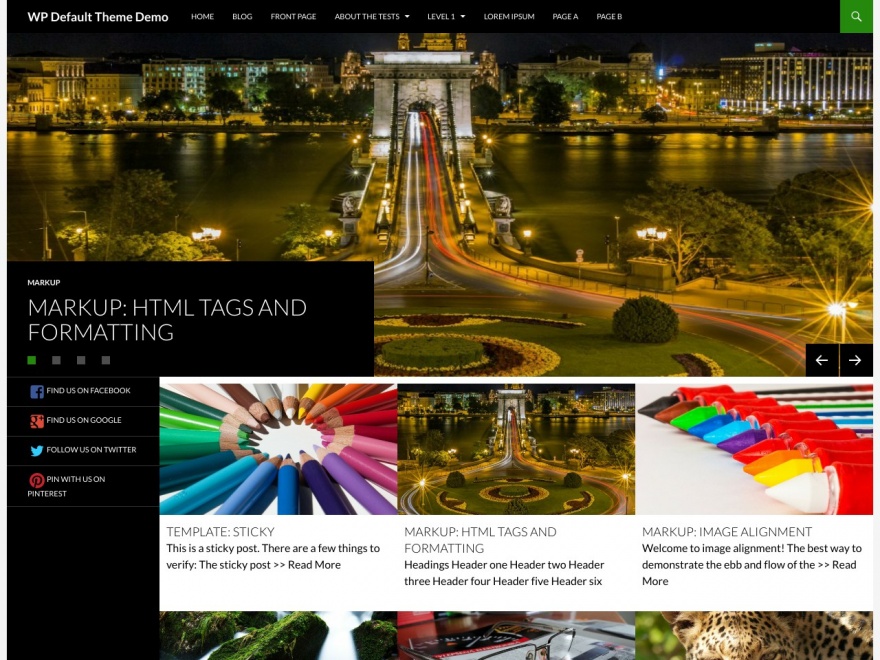 WP Default Theme Demo HOME BLOG FRONT PAGE ABOUT THE TESTS LEVEL 1 LOREM IPSUM PAGE A PAGE B
MARKUP
MARKUP: HTML TAGS AND
FORMATTING
FIND US ON FACEBOOK
FIND US ON GOOGLE
FOLLOW US ON TWITTER
PIN WITH US ON
PINTEREST
TEMPLATE: STICKY
This is a sticky post. There are a few things to
verify: The sticky post >> Read More
MARKUP: HTML TAGS AND
FORMATTING
Headings Header one Header two Header
three Header four Header five Header six
MARKUP: IMAGE ALIGNMENT
Welcome to image alignment! The best way to
demonstrate the ebb and flow of the >> Read
More